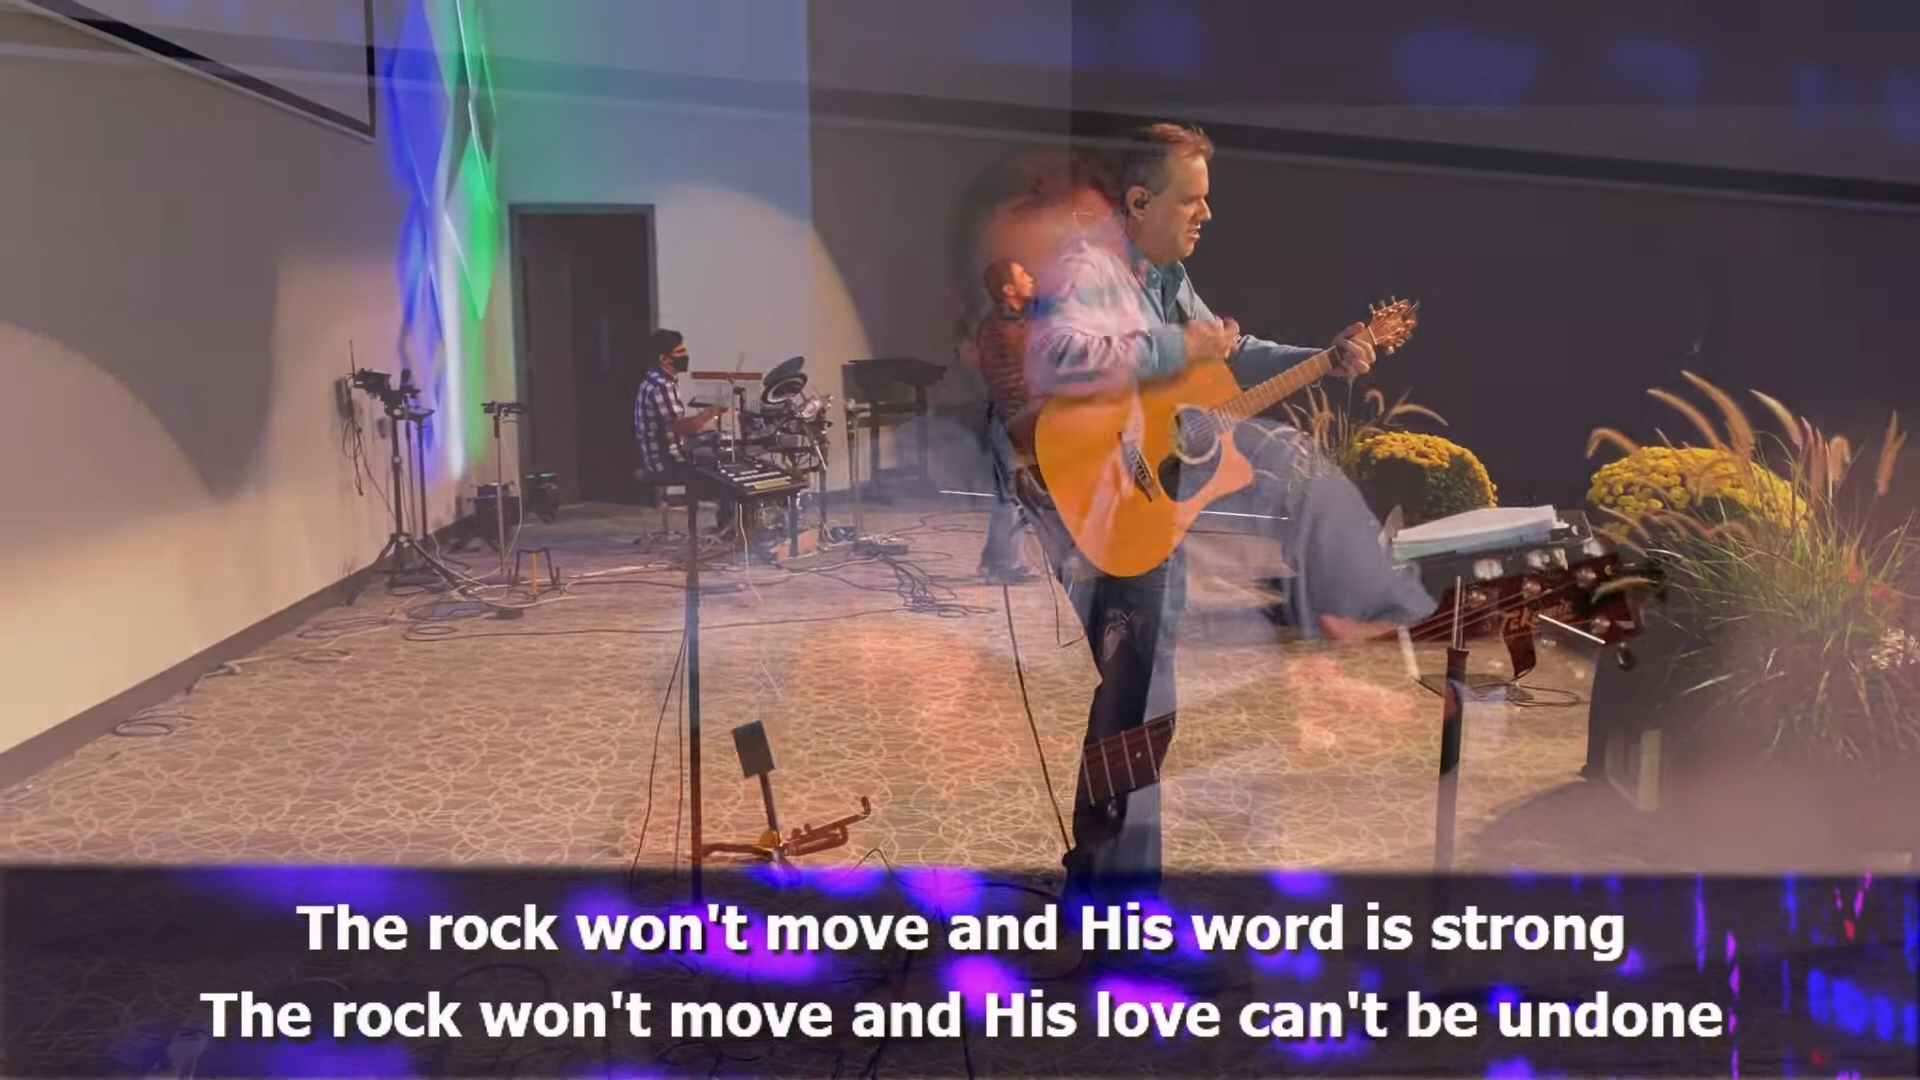 The rock won't move and His word is strong
The rock won't move and His love can't be undone